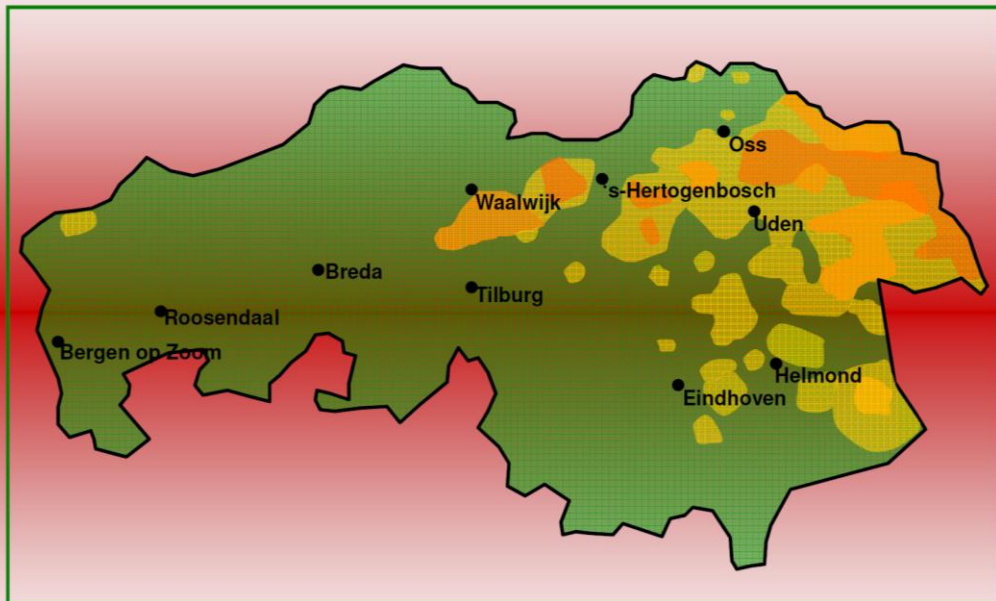 Oss
's-Hertogenbosch
Waalwijk
Uden
Breda
Tilburg
Roosendaal
Bergen op Zoom
Helmond
Eindhoven